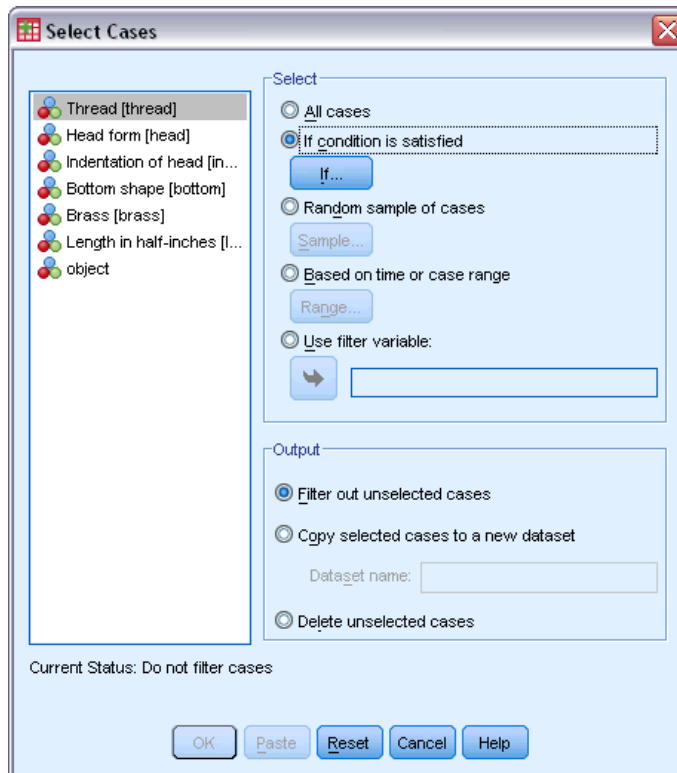 Select Cases
Thread [thread]
Head form [head]
Indentation of head [in...
Bottom shape [bottom]
Brass [brass]
Length in half-inches [l...
object
Select
All cases
If condition is satisfied
If...
Random sample of cases
Sample...
Based on time or case range
Range...
Use filter variable:
Output
Filter out unselected cases
Copy selected cases to a new dataset
Dataset name:
Delete unselected cases
Current Status: Do not filter cases
OK Paste Reset Cancel Help